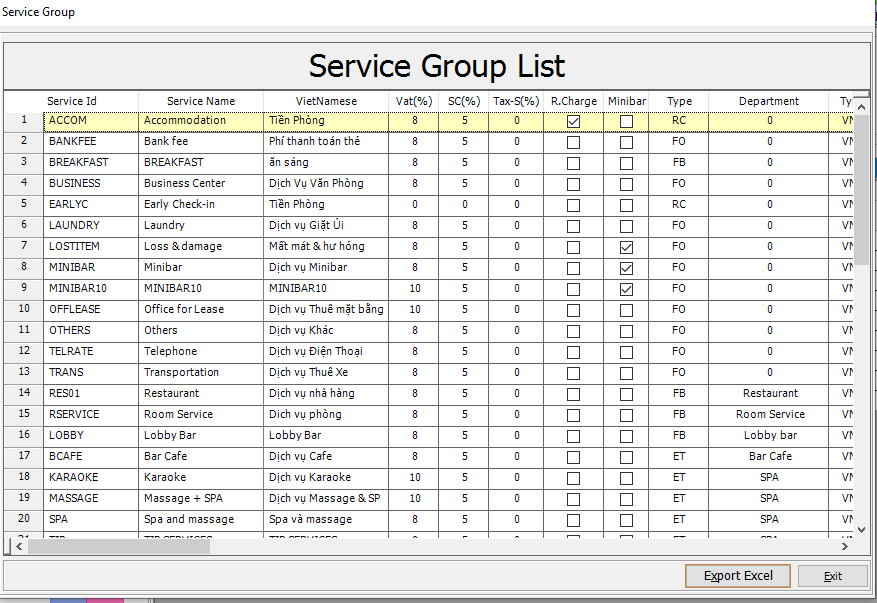 Service Group
Service Group List
Service Id Service Name VietNamese Vat(%) SC(%) Tax-S(%) R.Charge Minibar Type Department Ty
1 ACCOM Accommodation Tiền Phòng 8 5 0 RC 0 VN
2 BANKFEE Bank fee Phí thanh toán thẻ 8 5 0 FO 0 VN
3 BREAKFAST BREAKFAST ăn sáng 8 5 0 FB 0 VN
4 BUSINESS Business Center Dịch Vụ Văn Phòng 8 5 0 FO 0 VN
5 EARLYC Early Check-in Tiền Phòng 0 0 0 RC 0 VN
6 LAUNDRY Laundry Dịch vụ Giặt Ủi 8 5 0 FO 0 VN
7 LOSTITEM Loss & damage Mất mát & hư hỏng 8 5 0 FO 0 VN
8 MINIBAR Minibar Dịch vụ Minibar 8 5 0 FO 0 VN
9 MINIBAR10 MINIBAR10 MINIBAR10 10 5 0 FO 0 VN
10 OFFLEASE Office for Lease Dịch vụ Thuê mặt bằng 10 5 0 FO 0 VN
11 OTHERS Others Dịch vụ Khác 8 5 0 FO 0 VN
12 TELRATE Telephone Dịch vụ Điện Thoại 8 5 0 FO 0 VN
13 TRANS Transportation Dịch vụ Thuê Xe 8 5 0 FO 0 VN
14 RES01 Restaurant Dịch vụ nhà hàng 8 5 0 FB Restaurant VN
15 RSERVICE Room Service Dich vụ phòng 8 5 0 FB Room Service VN
16 LOBBY Lobby Bar Lobby Bar 8 5 0 FB Lobby bar VN
17 BCAFE Bar Cafe Dịch vụ Cafe 8 5 0 ET Bar Cafe VN
18 KARAOKE Karaoke Dịch vụ Karaoke 10 5 0 ET SPA VN
19 MASSAGE Massage + SPA Dịch vụ Massage & SP 10 5 0 ET SPA VN
20 SPA Spa and massage Spa và massage 8 5 0 ET SPA VN
Export Excel Exit